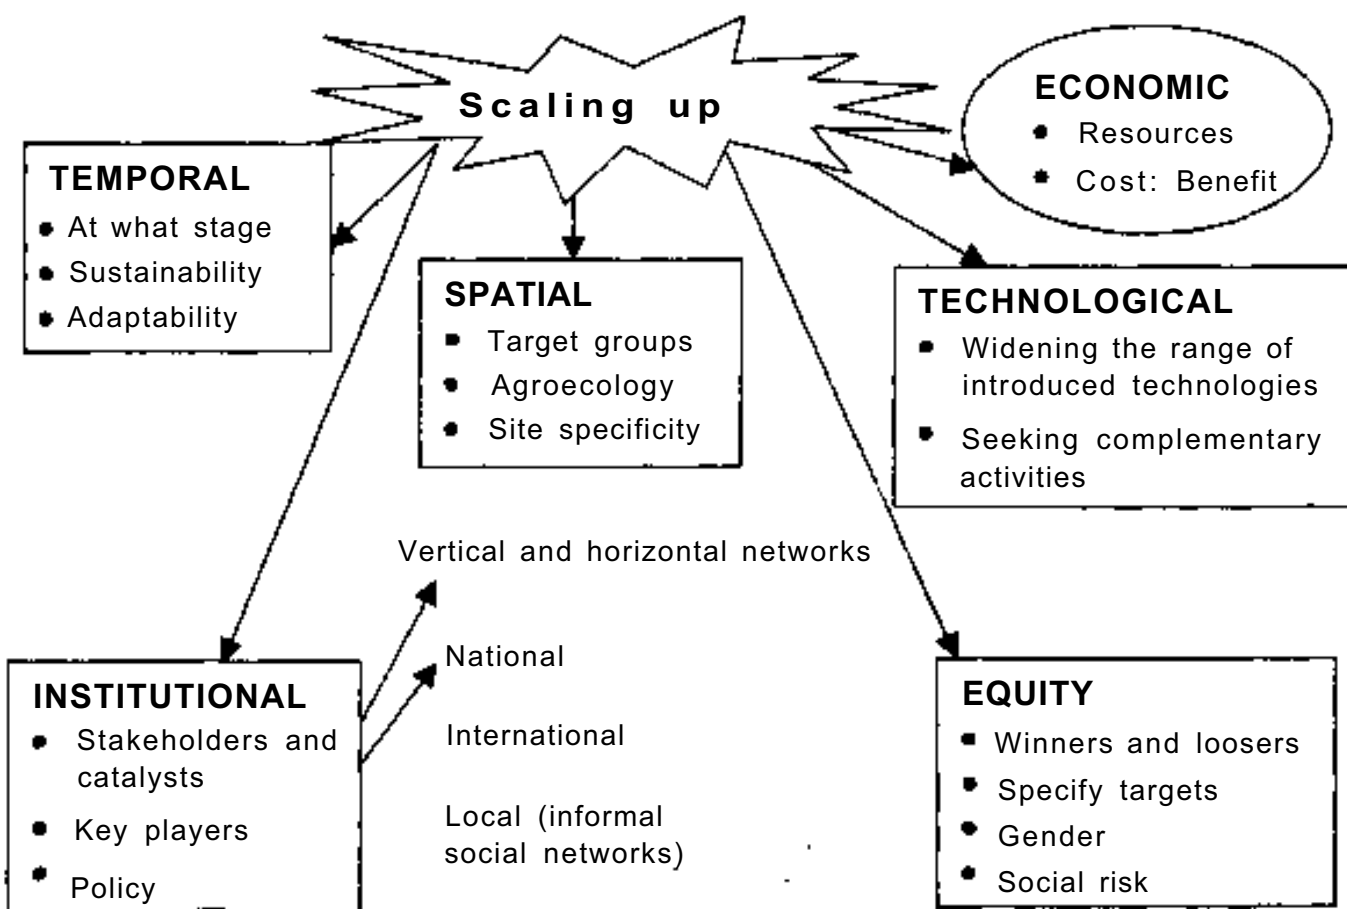 Scaling up
ECONOMIC
• Resources
• Cost: Benefit
TEMPORAL
• At what stage
• Sustainability
• Adaptability
SPATIAL
• Target groups
• Agroecology
• Site specificity
TECHNOLOGICAL
• Widening the range of
introduced technologies
• Seeking complementary
activities
Vertical and horizontal networks
National
International
Local (informal
social networks)
INSTITUTIONAL
• Stakeholders and
catalysts
• Key players
• Policy
EQUITY
• Winners and loosers
• Specify targets
• Gender
• Social risk